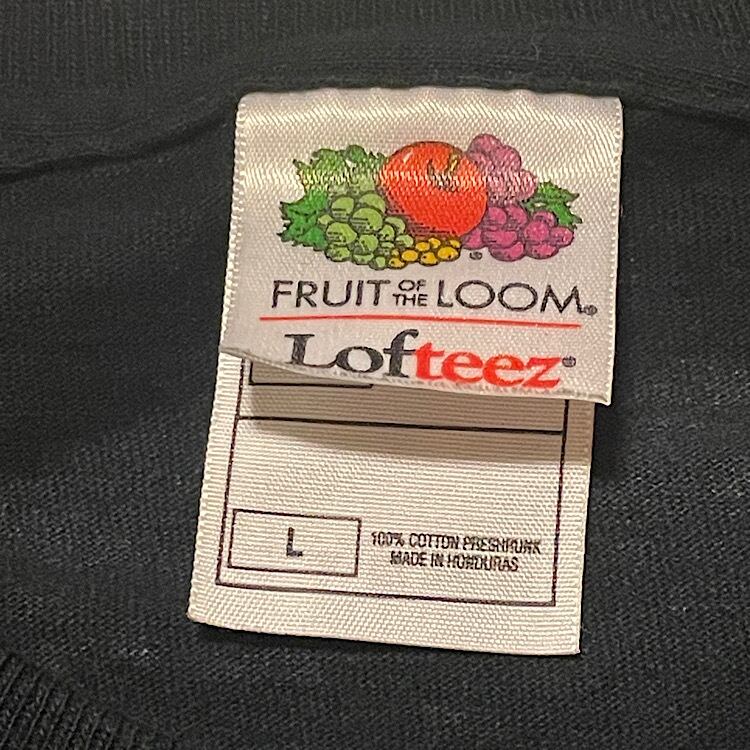 FRUIT OF THE LOOM®
Lofteez®
L
100% COTTON PRESHRUNK
MADE IN HONDURAS